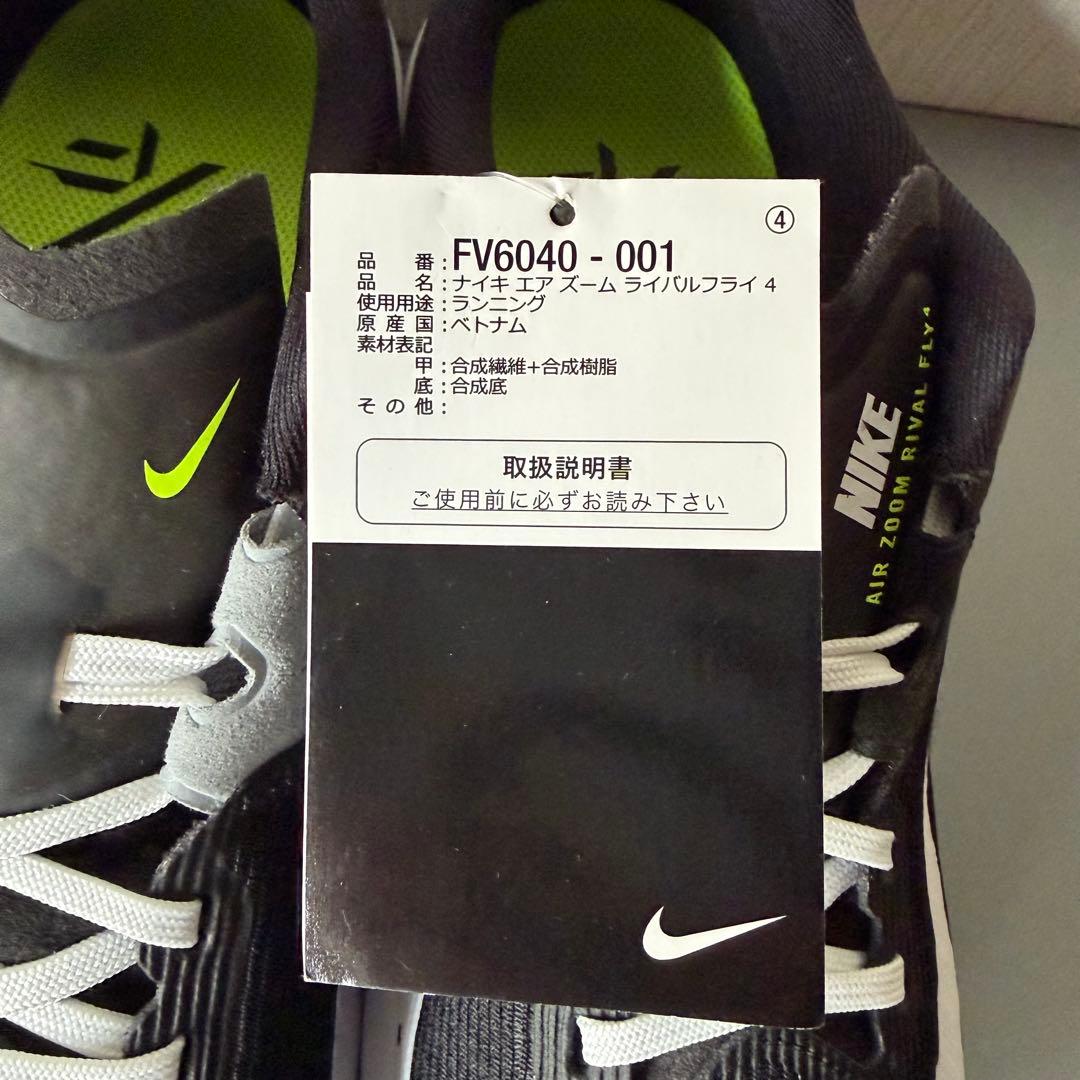 ④
品番:FV6040 - 001
品名:ナイキ エア ズーム ライバルフライ 4
使用用途:ランニング
原産国:ベトナム
素材表記
甲:合成繊維+合成樹脂
底:合成底
その他:
取扱説明書
ご使用前に必ずお読み下さい
NIKE
AIR ZOOM RIVAL FLY⁴